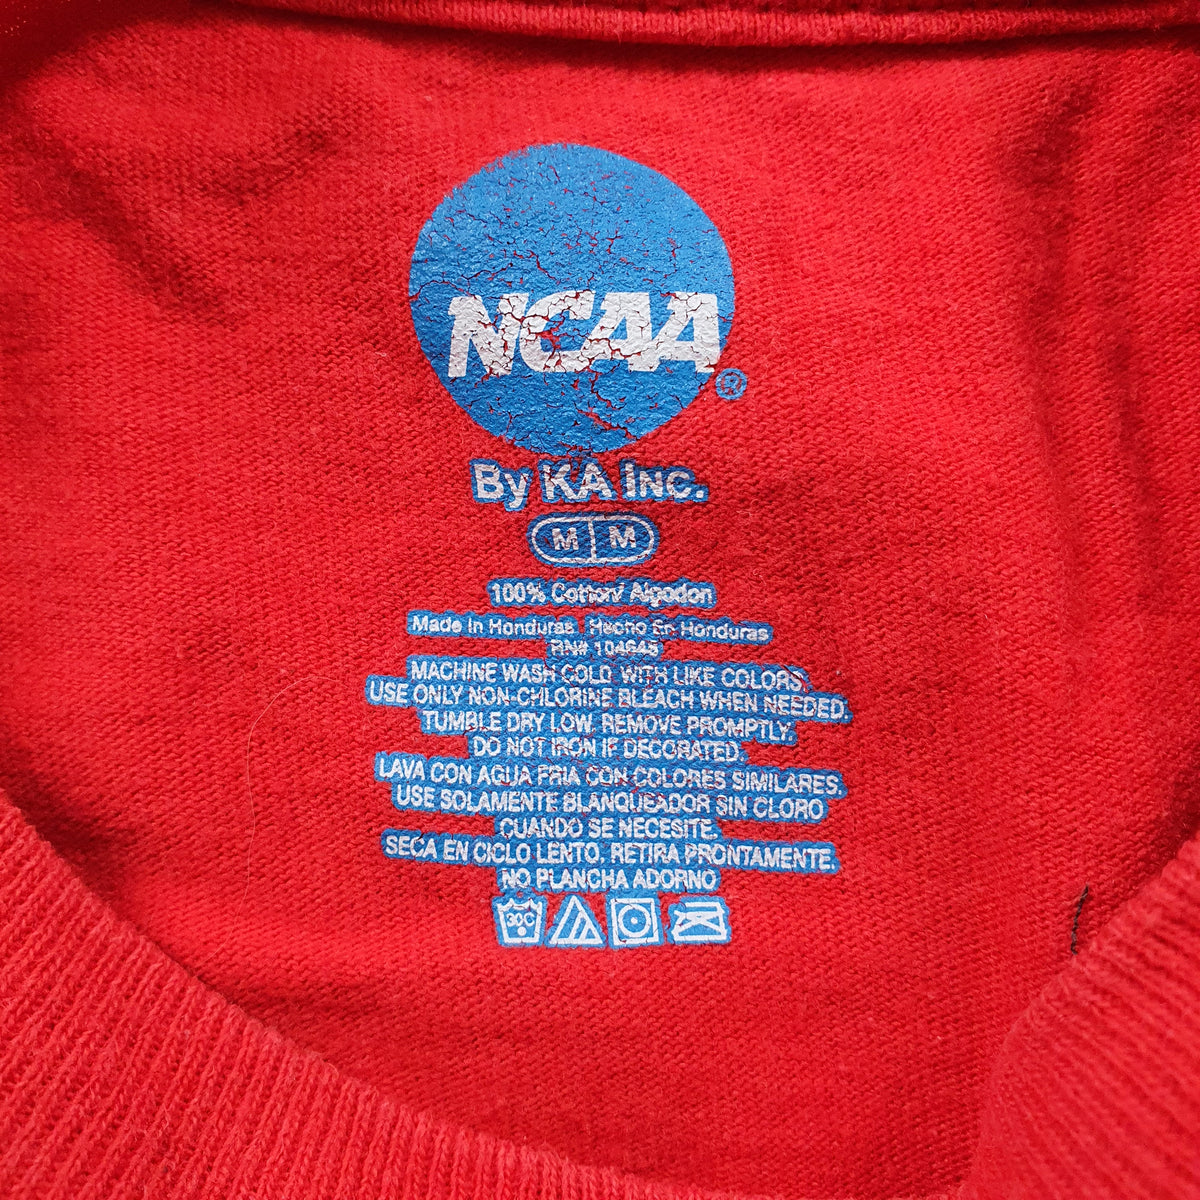 NCAA
®
By KA Inc.
M M
100% Cotton/ Algodon
Made In Honduras . Hecho En Honduras
RN# 104645
MACHINE WASH COLD WITH LIKE COLORS.
USE ONLY NON-CHLORINE BLEACH WHEN NEEDED.
TUMBLE DRY LOW. REMOVE PROMPTLY.
DO NOT IRON IF DECORATED.
LAVA CON AGUA FRIA CON COLORES SIMILARES.
USE SOLAMENTE BLANQUEADOR SIN CLORO
CUANDO SE NECESITE.
SECA EN CICLO LENTO. RETIRA PRONTAMENTE.
NO PLANCHA ADORNO
30C